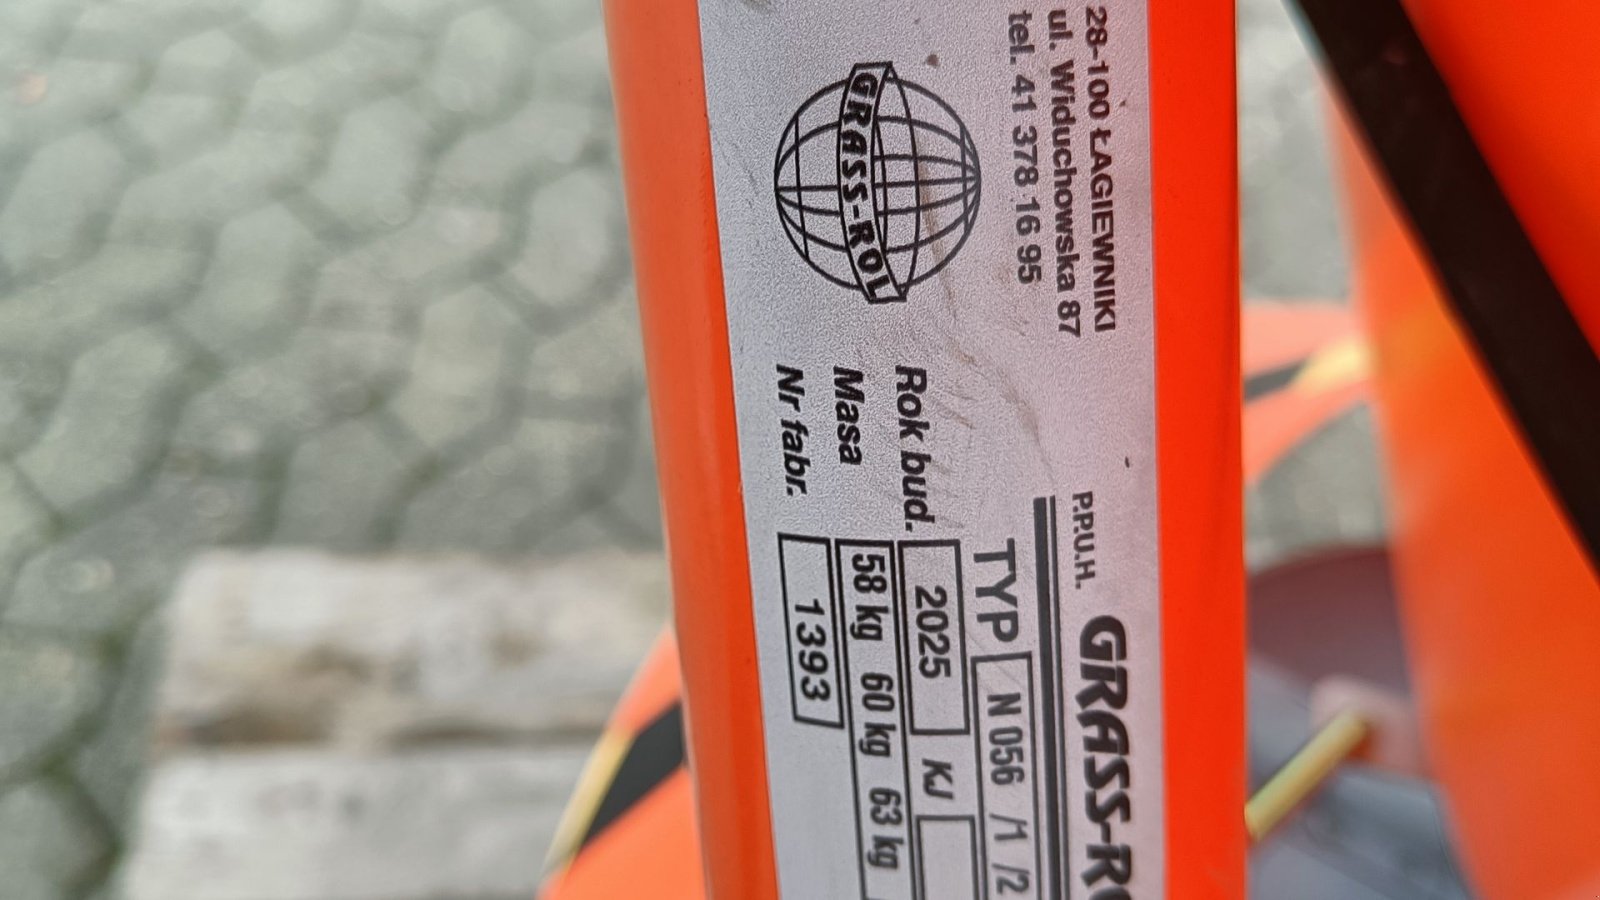 P.P.U.H. GRASS-RO
28-100 ŁAGIEWNIKI
ul. Widuchowska 87
tel. 41 378 16 95
GRASS-ROL
TYP N 056 /1 /2
Rok bud. 2025 KJ
Masa 58 kg 60 kg 63 kg
Nr fabr. 1393